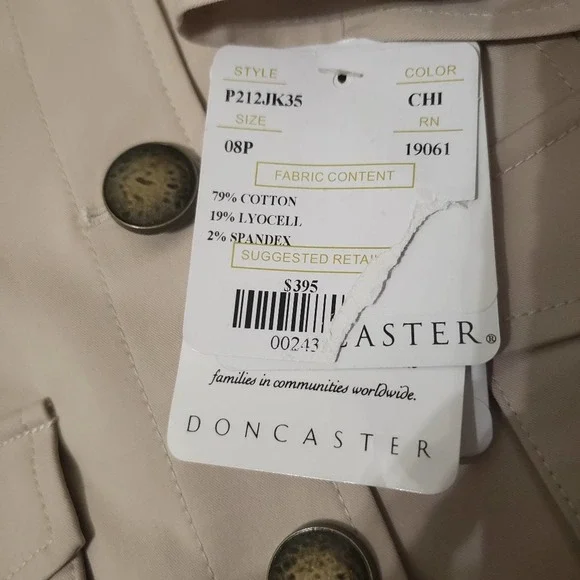 STYLE COLOR
P212JK35 CHI
SIZE RN
08P 19061
FABRIC CONTENT
79% COTTON
19% LYOCELL
2% SPANDEX
SUGGESTED RETAI
$395
00243
CASTER®
families in communities worldwide.
DONCASTER